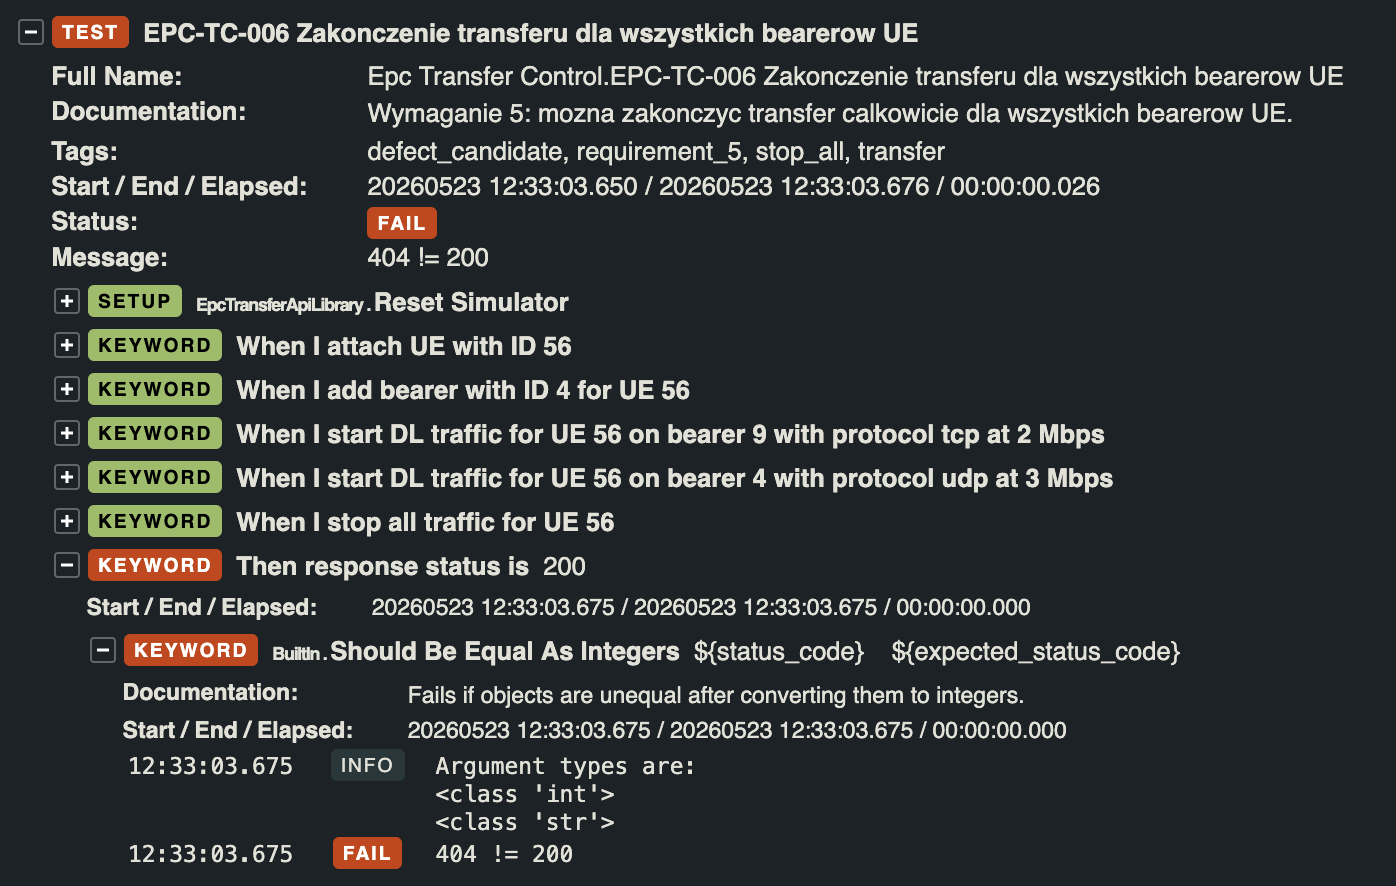 TEST EPC-TC-006 Zakonczenie transferu dla wszystkich bearerow UE
Full Name: Epc Transfer Control.EPC-TC-006 Zakonczenie transferu dla wszystkich bearerow UE
Documentation: Wymaganie 5: mozna zakonczyc transfer calkowicie dla wszystkich bearerow UE.
Tags: defect_candidate, requirement_5, stop_all, transfer
Start / End / Elapsed: 20260523 12:33:03.650 / 20260523 12:33:03.676 / 00:00:00.026
Status: FAIL
Message: 404 != 200
SETUP EpcTransferApiLibrary.Reset Simulator
KEYWORD When I attach UE with ID 56
KEYWORD When I add bearer with ID 4 for UE 56
KEYWORD When I start DL traffic for UE 56 on bearer 9 with protocol tcp at 2 Mbps
KEYWORD When I start DL traffic for UE 56 on bearer 4 with protocol udp at 3 Mbps
KEYWORD When I stop all traffic for UE 56
KEYWORD Then response status is 200
Start / End / Elapsed: 20260523 12:33:03.675 / 20260523 12:33:03.675 / 00:00:00.000
KEYWORD BuiltIn.Should Be Equal As Integers ${status_code} ${expected_status_code}
Documentation: Fails if objects are unequal after converting them to integers.
Start / End / Elapsed: 20260523 12:33:03.675 / 20260523 12:33:03.675 / 00:00:00.000
12:33:03.675 INFO Argument types are:
<class 'int'>
<class 'str'>
12:33:03.675 FAIL 404 != 200